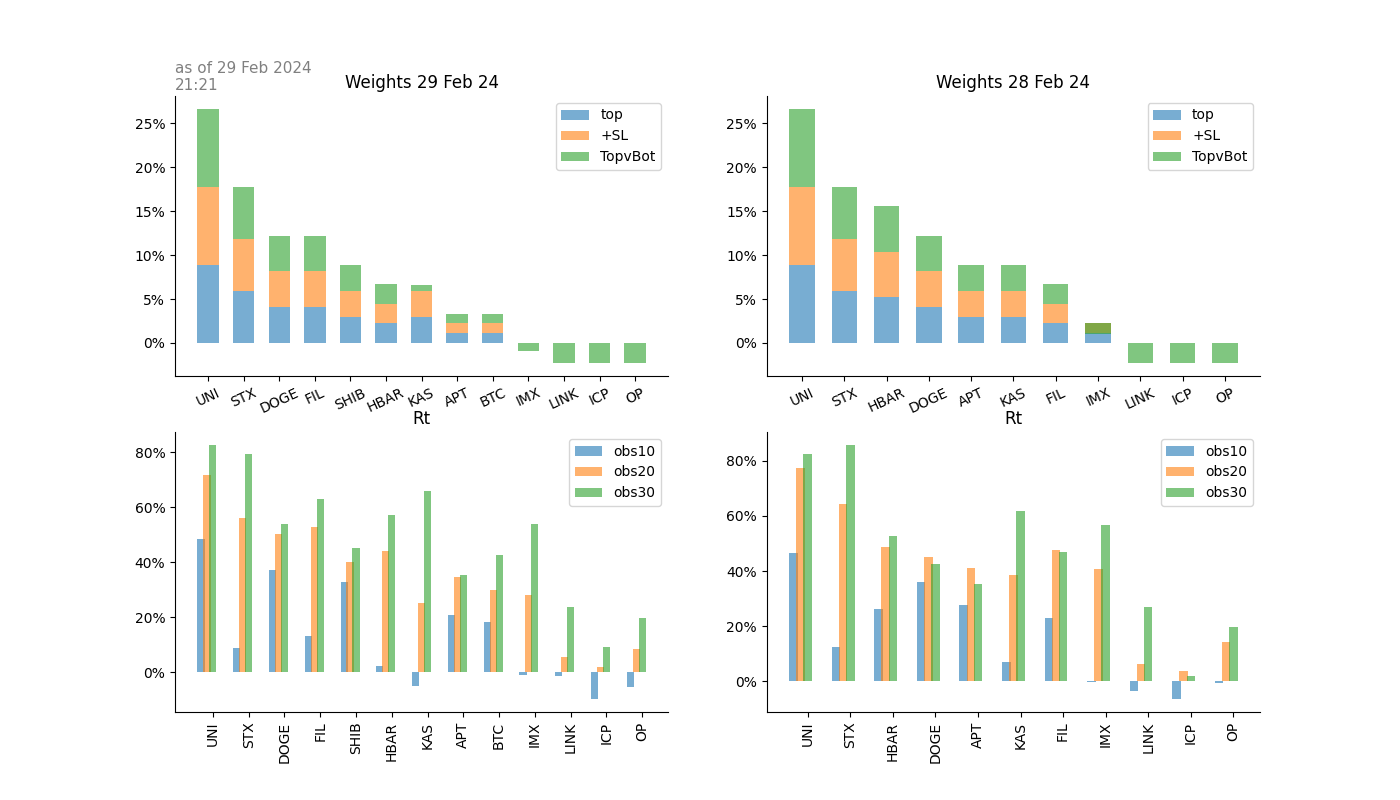 as of 29 Feb 2024
21:21
Weights 29 Feb 24
25%
20%
15%
10%
5%
0%
top
+SL
TopvBot
UNI STX DOGE FIL SHIB HBAR KAS APT BTC IMX LINK ICP OP
Weights 28 Feb 24
25%
20%
15%
10%
5%
0%
top
+SL
TopvBot
UNI STX HBAR DOGE APT KAS FIL IMX LINK ICP OP
Rt
80%
60%
40%
20%
0%
obs10
obs20
obs30
UNI STX DOGE FIL SHIB HBAR KAS APT BTC IMX LINK ICP OP
Rt
80%
60%
40%
20%
0%
obs10
obs20
obs30
UNI STX HBAR DOGE APT KAS FIL IMX LINK ICP OP